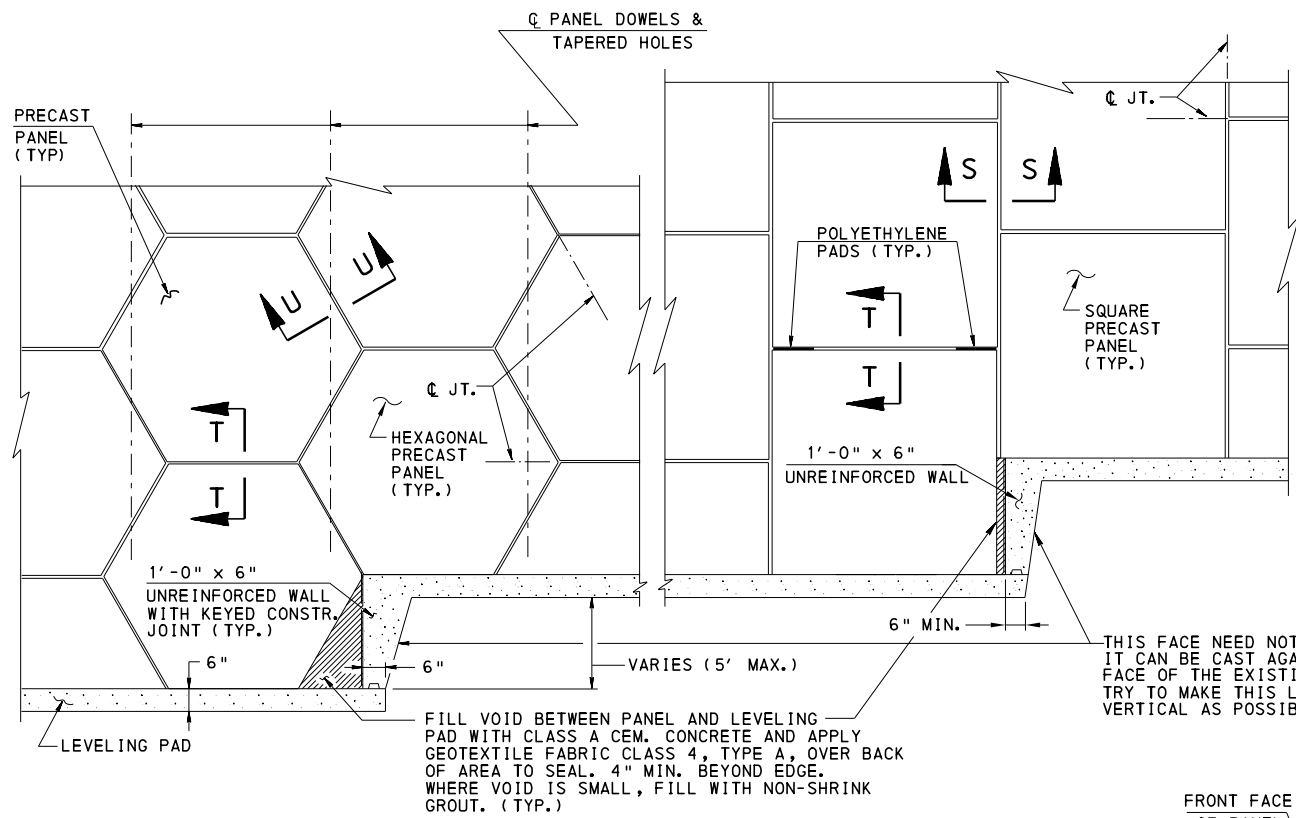 ℄ PANEL DOWELS &
TAPERED HOLES
PRECAST
PANEL
(TYP)
℄ JT.
S
S
U
U
POLYETHYLENE
PADS (TYP.)
T
T
SQUARE
PRECAST
PANEL
(TYP.)
℄ JT.
T
T
HEXAGONAL
PRECAST
PANEL
(TYP.)
1'-0" x 6"
UNREINFORCED WALL
1'-0" x 6"
UNREINFORCED WALL
WITH KEYED CONSTR.
JOINT (TYP.)
6"
6"
6" MIN.
VARIES (5' MAX.)
THIS FACE NEED NOT
IT CAN BE CAST AGA
FACE OF THE EXISTI
TRY TO MAKE THIS L
VERTICAL AS POSSIB
LEVELING PAD
FILL VOID BETWEEN PANEL AND LEVELING
PAD WITH CLASS A CEM. CONCRETE AND APPLY
GEOTEXTILE FABRIC CLASS 4, TYPE A, OVER BACK
OF AREA TO SEAL. 4" MIN. BEYOND EDGE.
WHERE VOID IS SMALL, FILL WITH NON-SHRINK
GROUT. (TYP.)
FRONT FACE